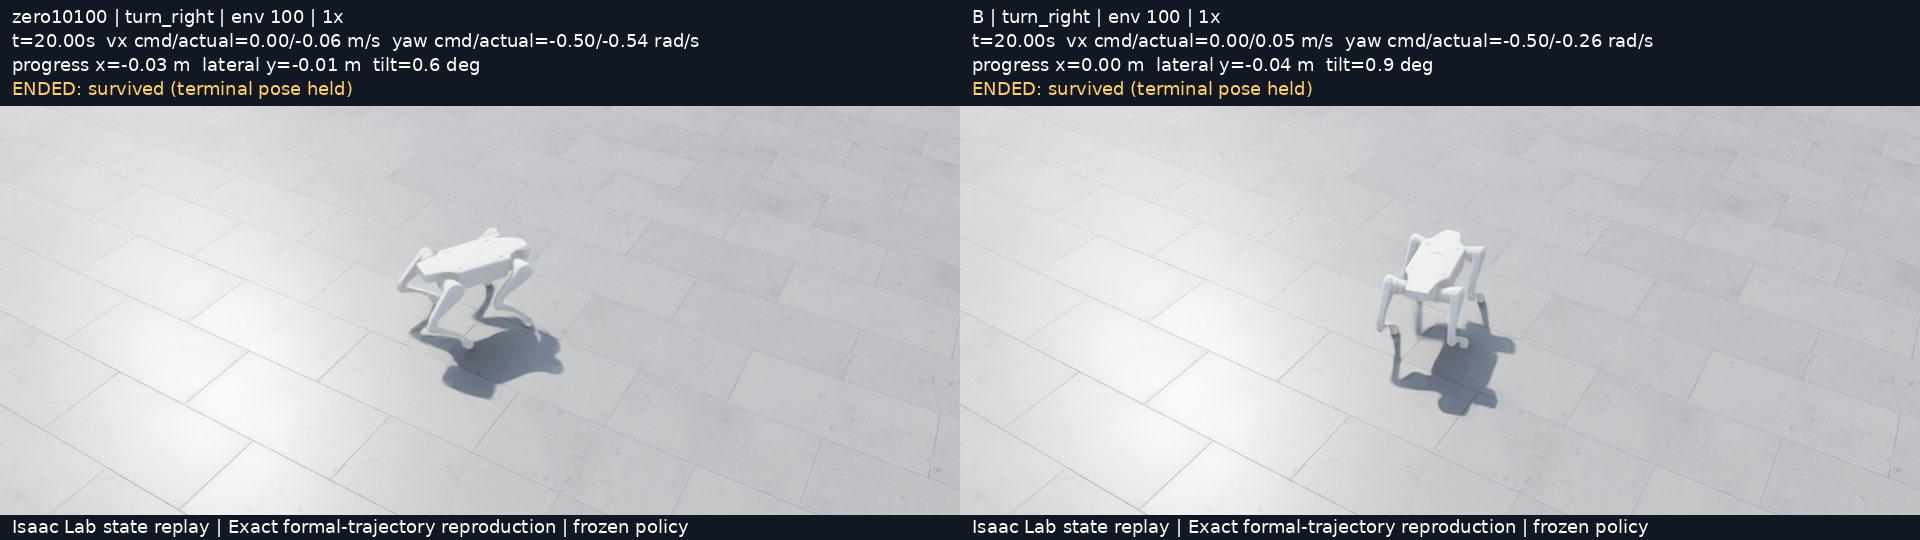 zero10100 | turn_right | env 100 | 1x
t=20.00s  vx cmd/actual=0.00/-0.06 m/s  yaw cmd/actual=-0.50/-0.54 rad/s
progress x=-0.03 m  lateral y=-0.01 m  tilt=0.6 deg
ENDED: survived (terminal pose held)
Isaac Lab state replay | Exact formal-trajectory reproduction | frozen policy
B | turn_right | env 100 | 1x
t=20.00s  vx cmd/actual=0.00/0.05 m/s  yaw cmd/actual=-0.50/-0.26 rad/s
progress x=0.00 m  lateral y=-0.04 m  tilt=0.9 deg
ENDED: survived (terminal pose held)
Isaac Lab state replay | Exact formal-trajectory reproduction | frozen policy